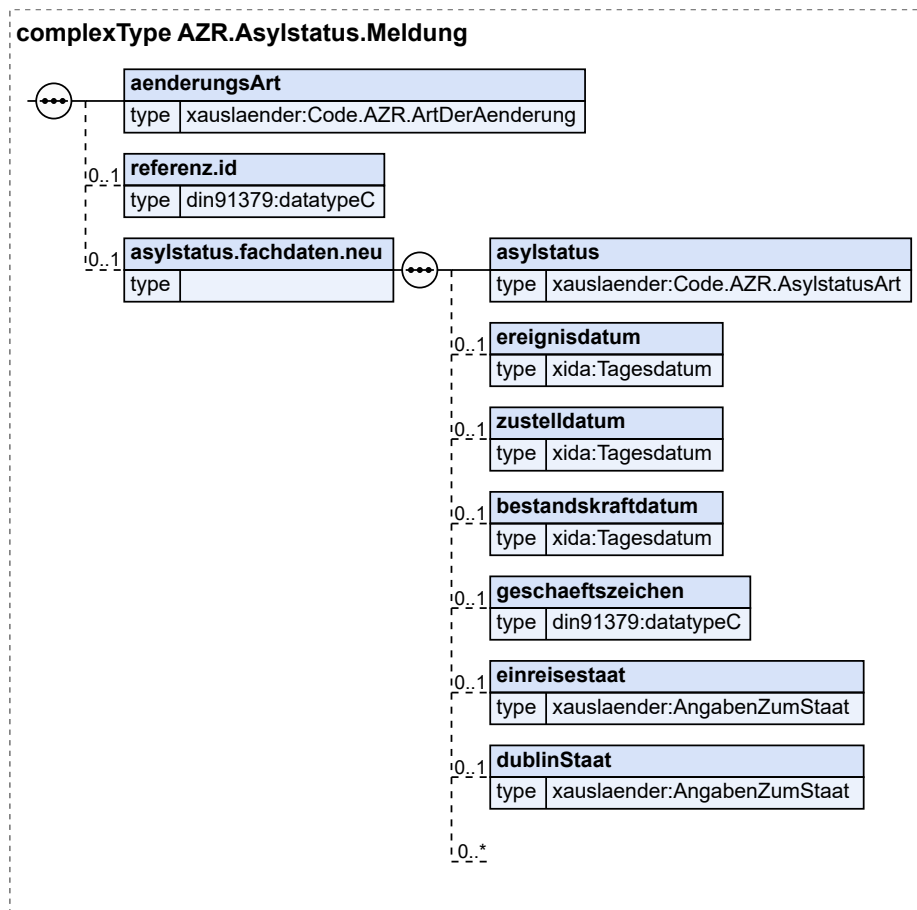 complexType AZR.Asylstatus.Meldung
aenderungsArt
type xauslaender:Code.AZR.ArtDerAenderung
0..1
referenz.id
type din91379:datatypeC
0..1
asylstatus.fachdaten.neu
type
asylstatus
type xauslaender:Code.AZR.AsylstatusArt
0..1
ereignisdatum
type xida:Tagesdatum
0..1
zustelldatum
type xida:Tagesdatum
0..1
bestandskraftdatum
type xida:Tagesdatum
0..1
geschaeftszeichen
type din91379:datatypeC
0..1
einreisestaat
type xauslaender:AngabenZumStaat
0..1
dublinStaat
type xauslaender:AngabenZumStaat
0..*